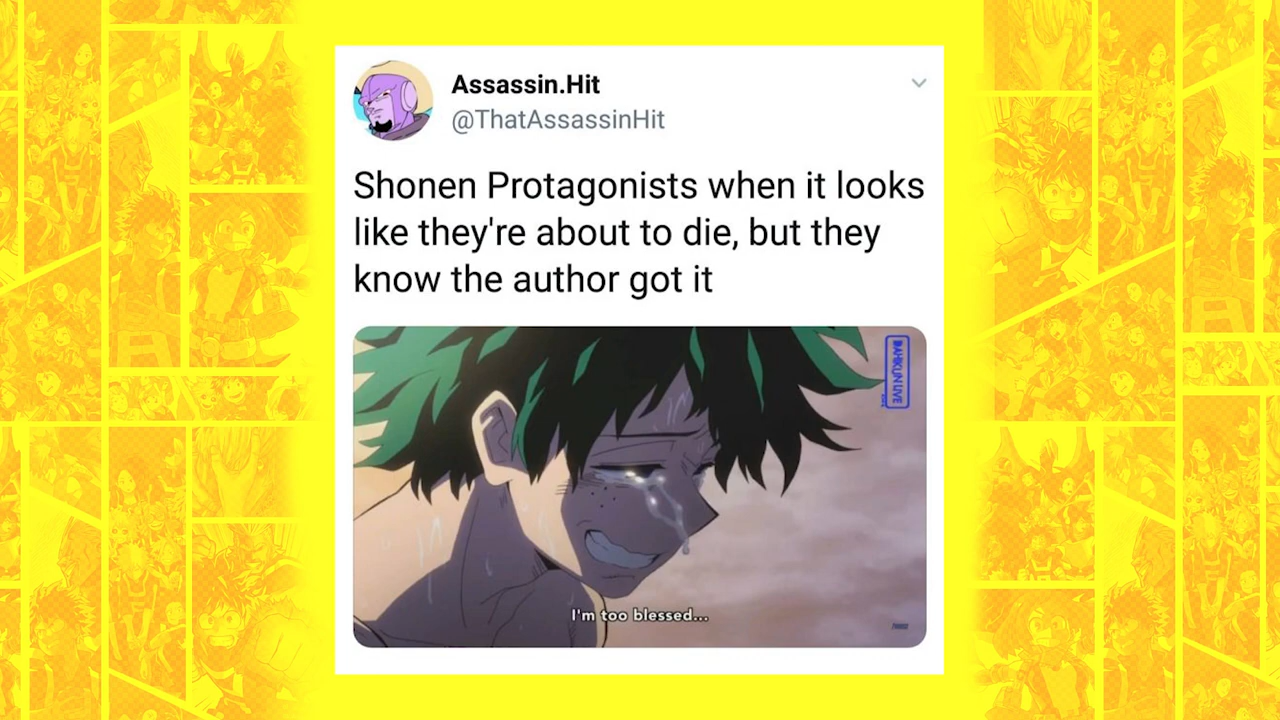 Assassin.Hit
@ThatAssassinHit
Shonen Protagonists when it looks
like they're about to die, but they
know the author got it
I'm too blessed...